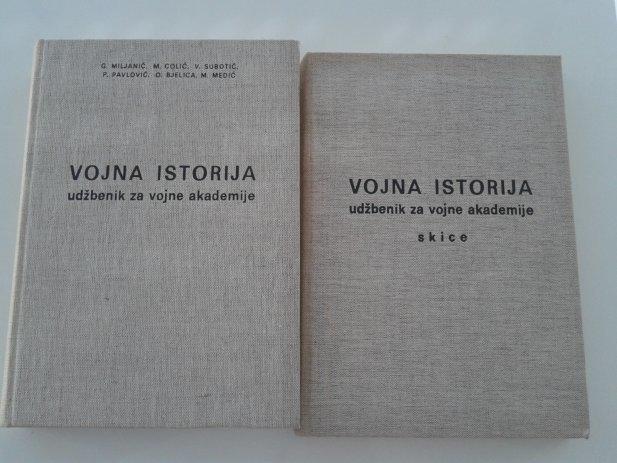 G. MILJANIĆ, M. COLIĆ, V. SUBOTIĆ,
P. PAVLOVIĆ, O. BJELICA, M. MEDIĆ
VOJNA ISTORIJA
udžbenik za vojne akademije
VOJNA ISTORIJA
udžbenik za vojne akademije
skice